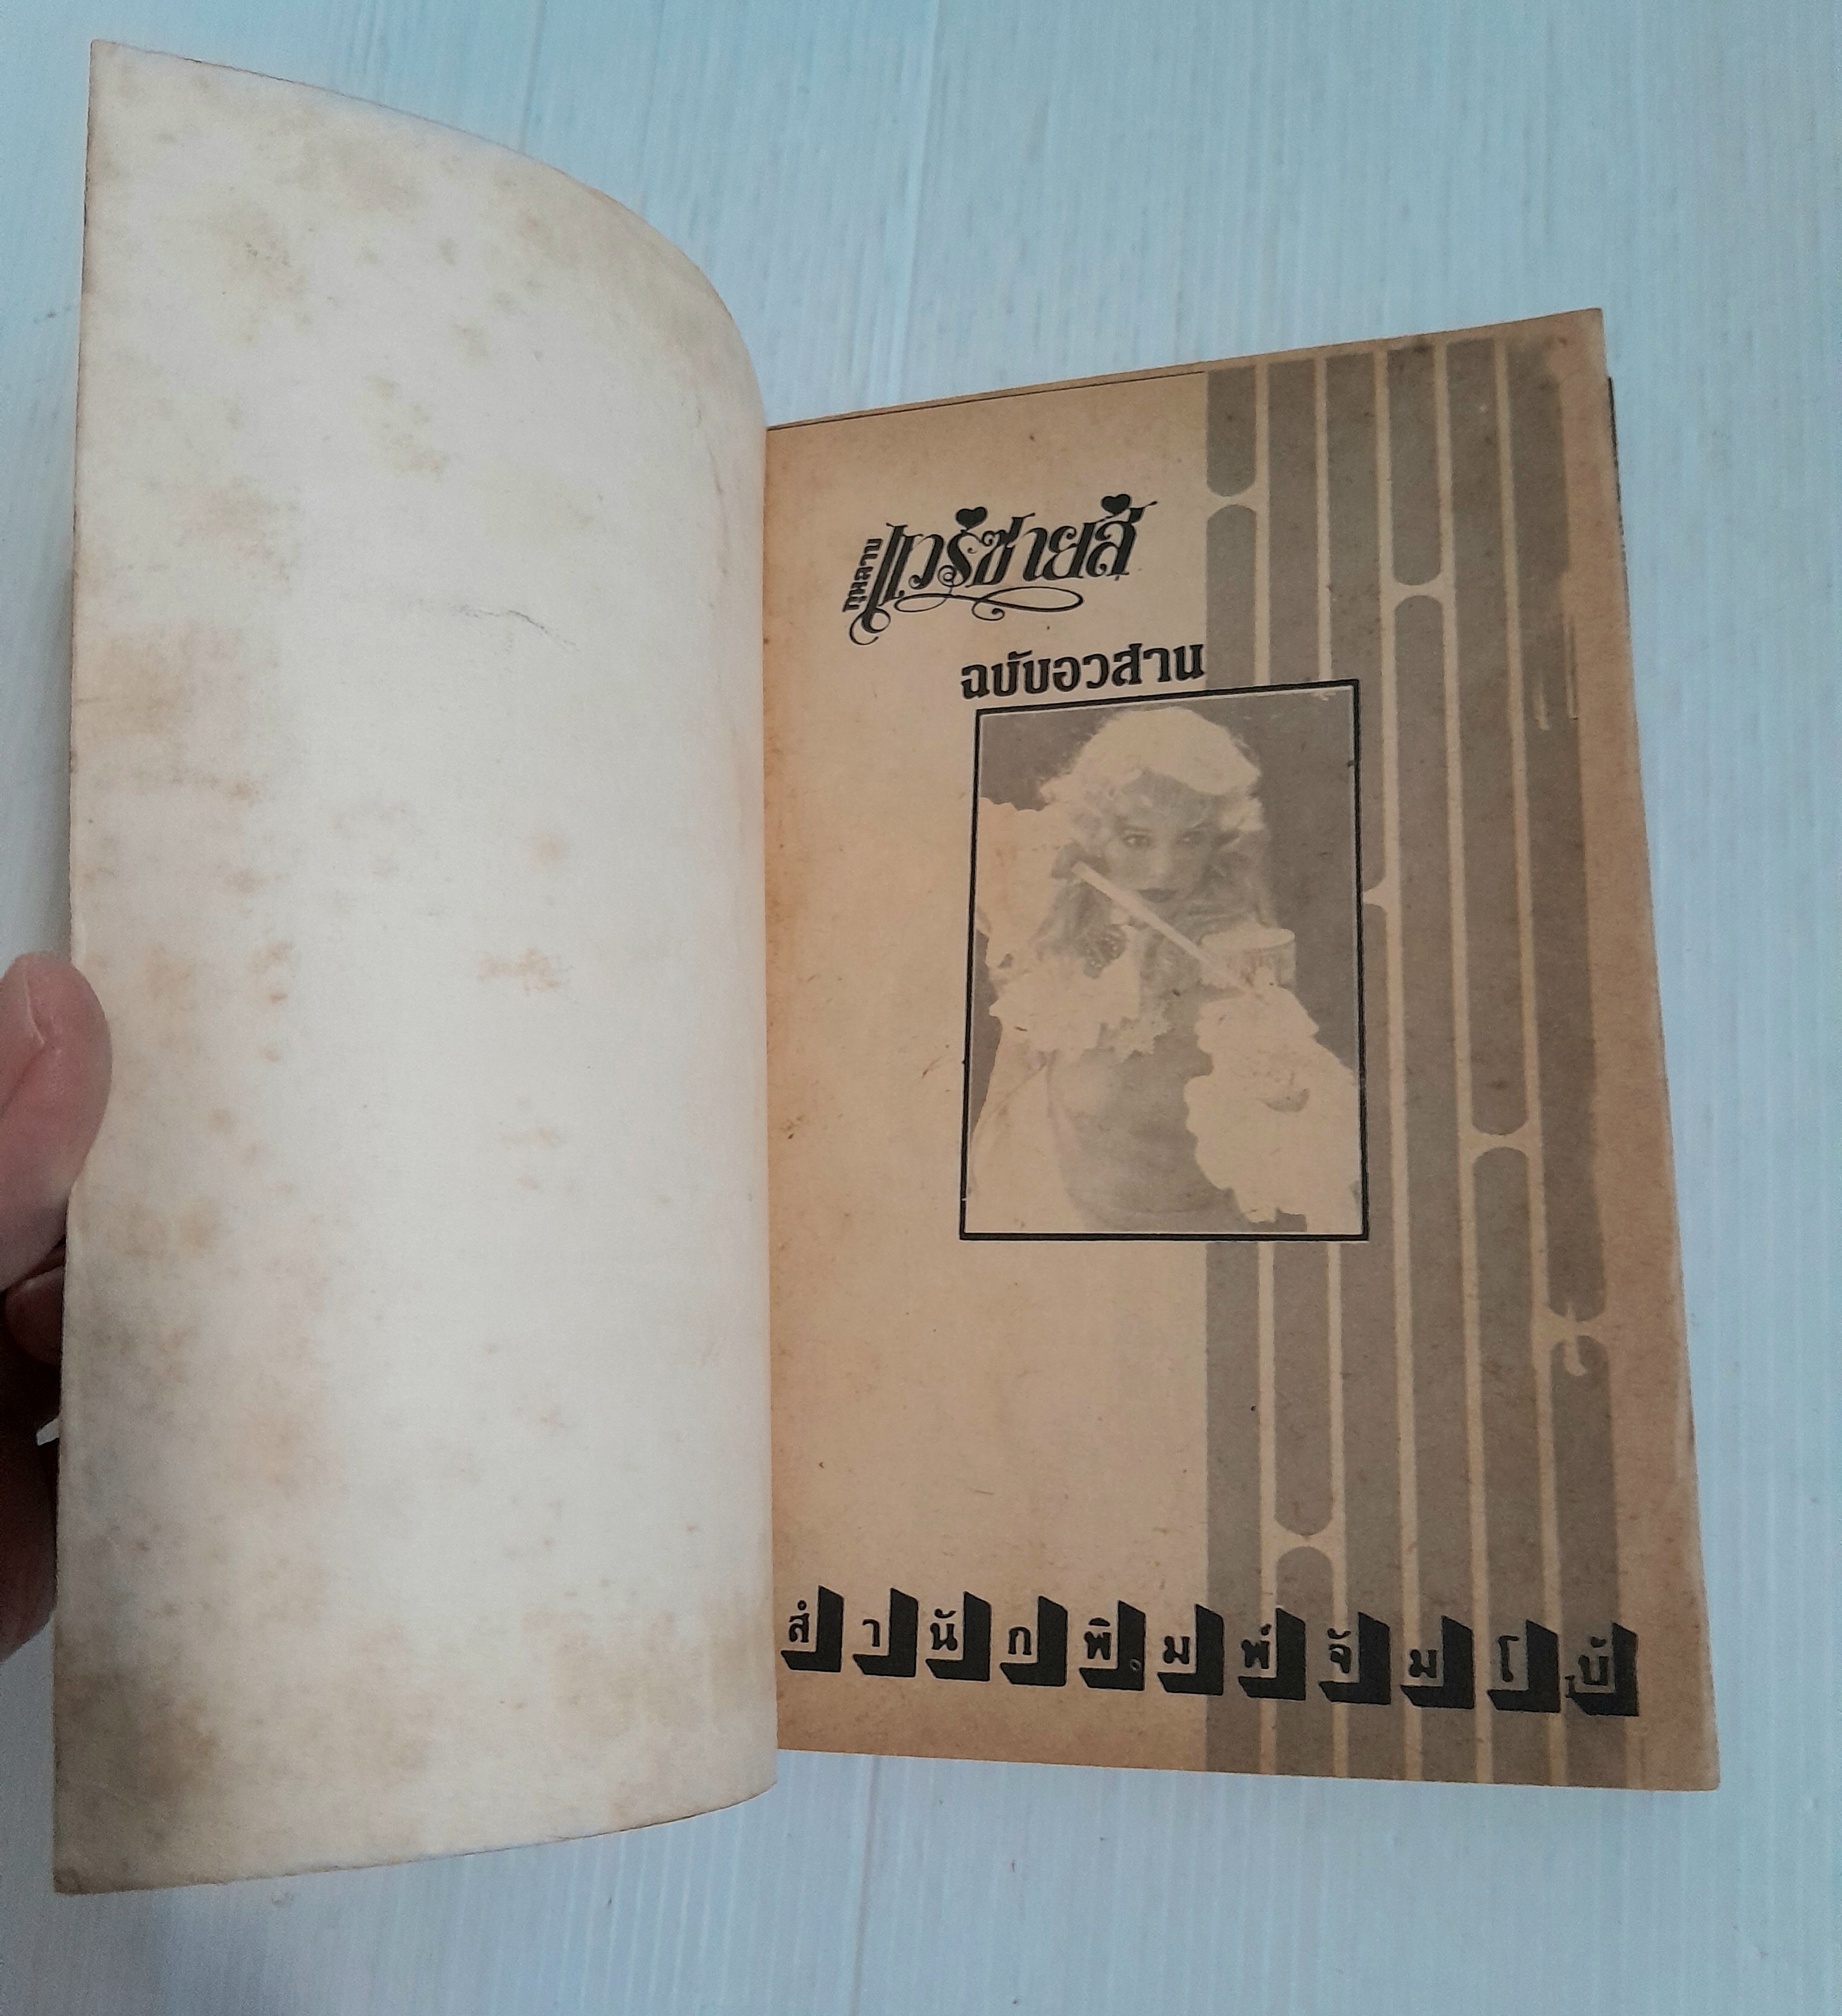 กุหลาบ
แวร์ซายส์
ฉบับอวสาน
สำนักพิมพ์จัมโบ้